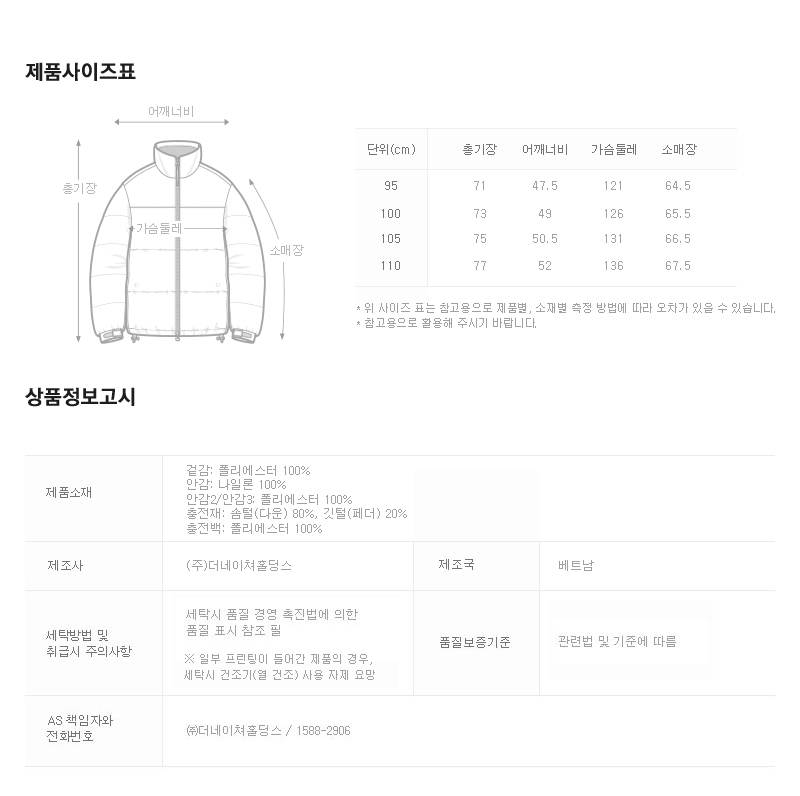 제품사이즈표
어깨너비
총기장
가슴둘레
소매장
단위(cm) 총기장 어깨너비 가슴둘레 소매장
95 71 47.5 121 64.5
100 73 49 126 65.5
105 75 50.5 131 66.5
110 77 52 136 67.5
* 위 사이즈 표는 참고용으로 제품별, 소재별 측정 방법에 따라 오차가 있을 수 있습니다.
* 참고용으로 활용해 주시기 바랍니다.
상품정보고시
제품소재
겉감: 폴리에스터 100%
안감: 나일론 100%
안감2/안감3: 폴리에스터 100%
충전재: 솜털(다운) 80%, 깃털(페더) 20%
충전백: 폴리에스터 100%
제조사 (주)더네이쳐홀딩스 제조국 베트남
세탁방법 및
취급시 주의사항
세탁시 품질 경영 촉진법에 의한
품질 표시 참조 필
※ 일부 프린팅이 들어간 제품의 경우,
세탁시 건조기(열 건조) 사용 자제 요망
품질보증기준 관련법 및 기준에 따름
AS 책임자와
전화번호
㈜더네이쳐홀딩스 / 1588-2906